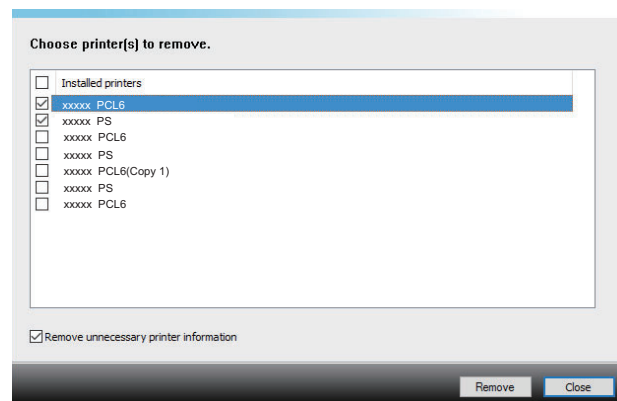 Choose printer(s) to remove.
Installed printers
xxxxx PCL6
xxxxx PS
xxxxx PCL6
xxxxx PS
xxxxx PCL6(Copy 1)
xxxxx PS
xxxxx PCL6
Remove unnecessary printer information
Remove Close